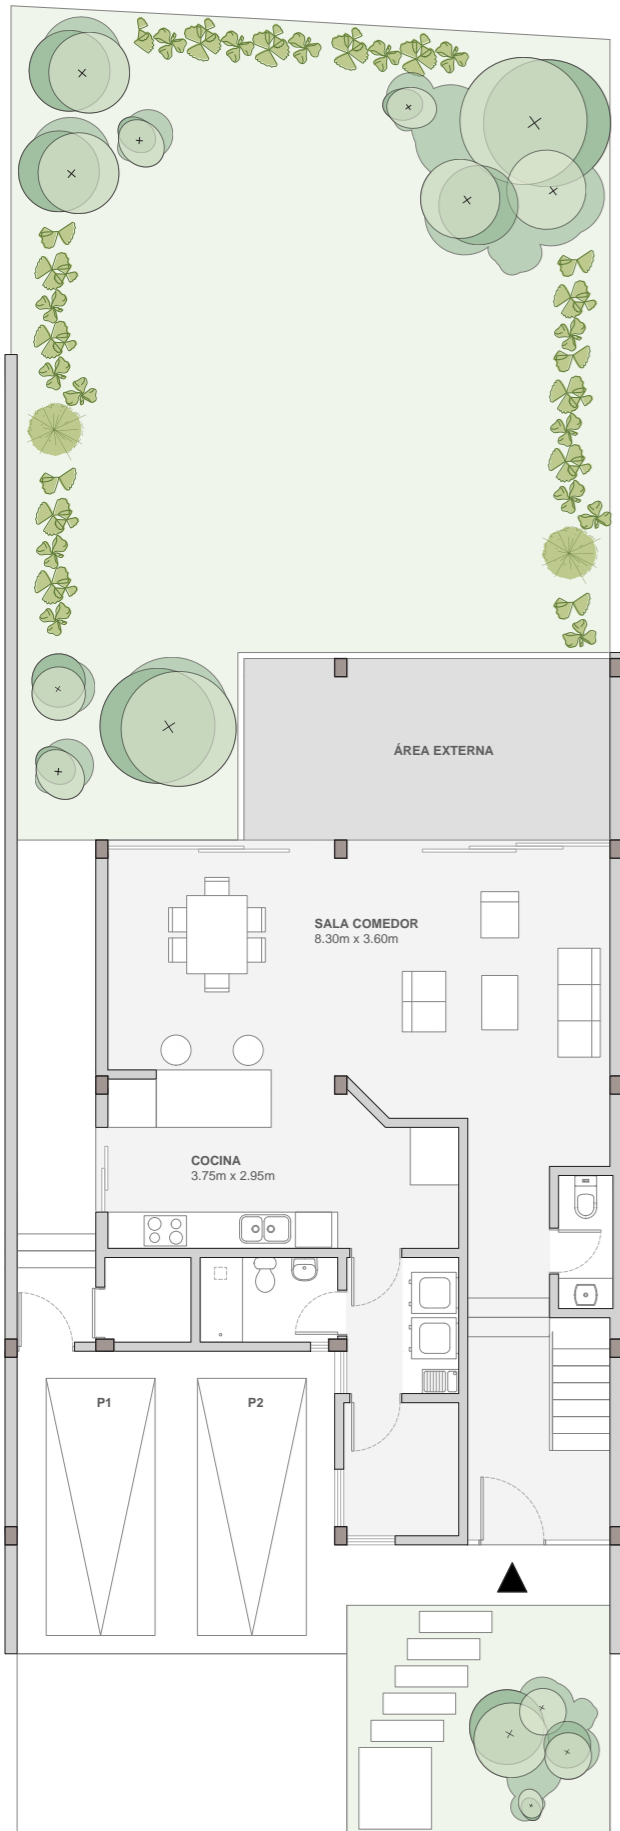 ÁREA EXTERNA
SALA COMEDOR
8.30m x 3.60m
COCINA
3.75m x 2.95m
P1
P2